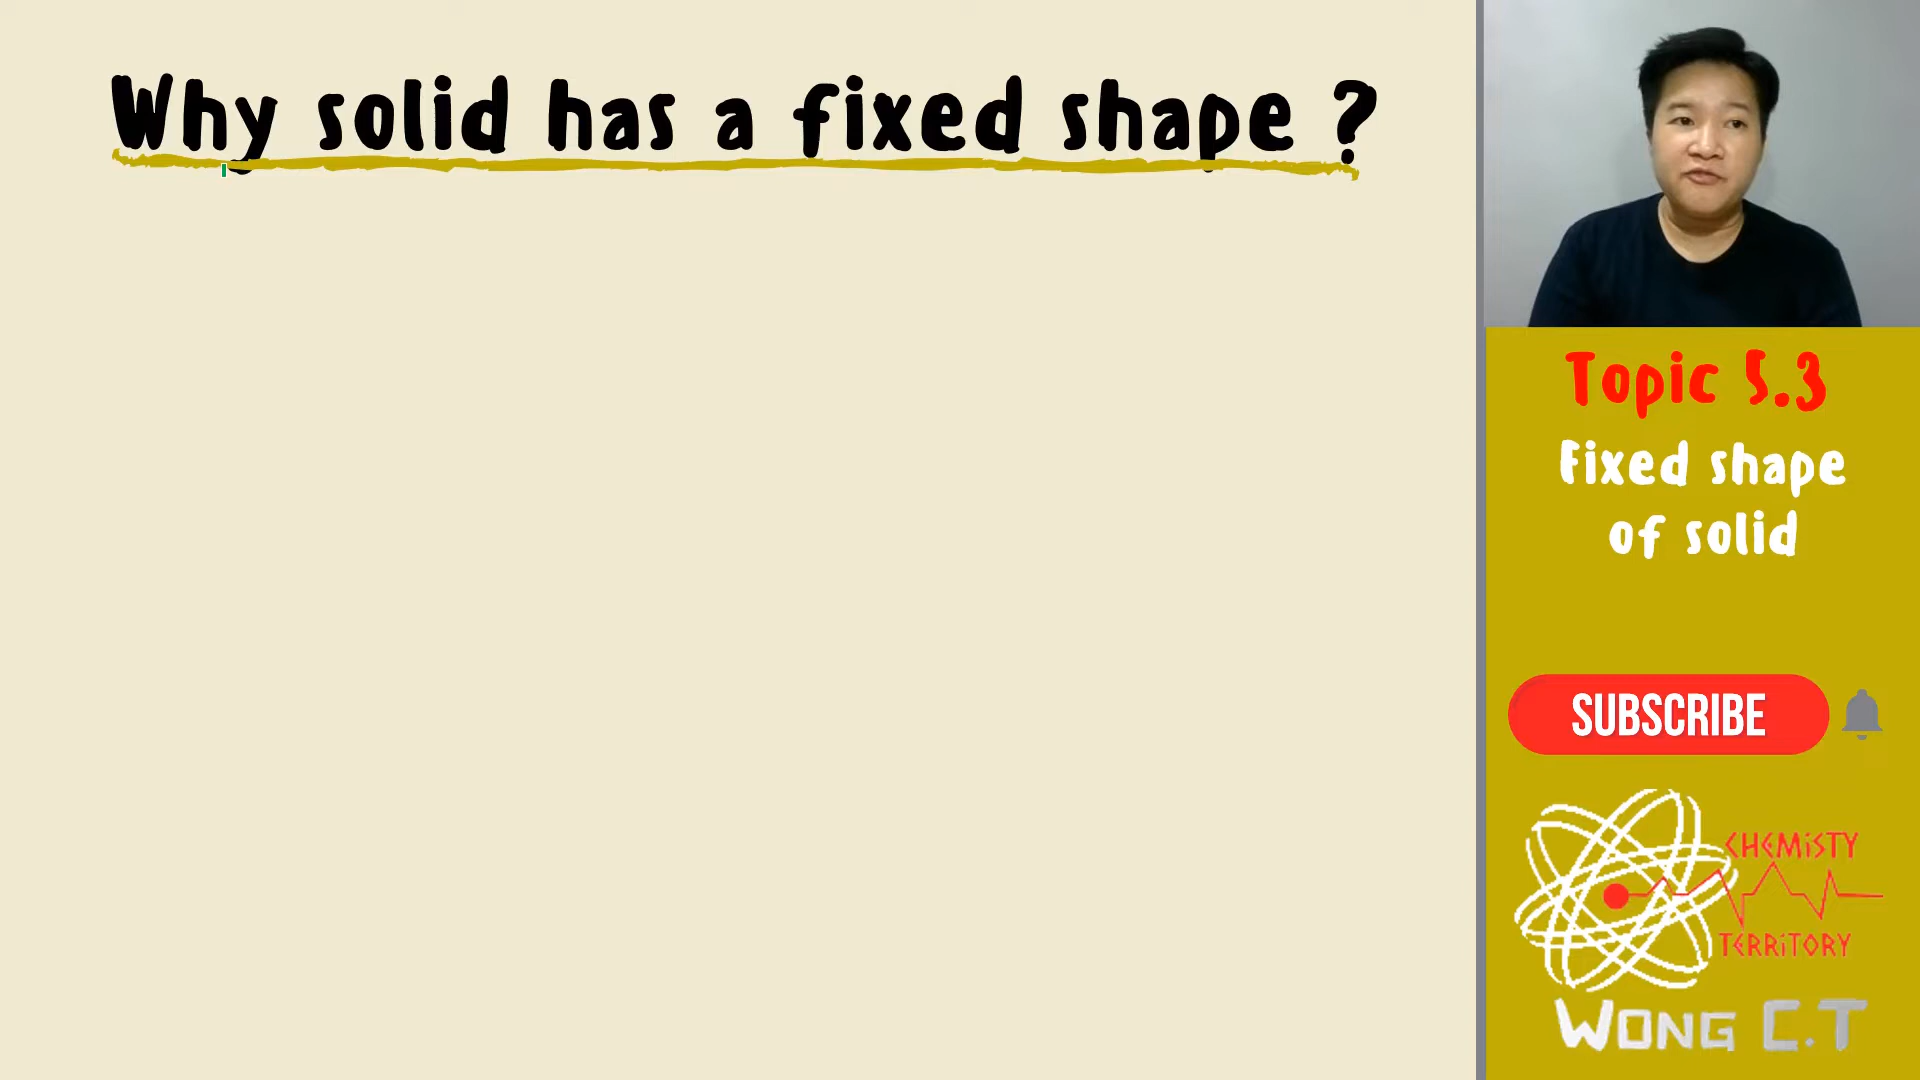 Why solid has a fixed shape ?
Topic 5.3
Fixed shape
of solid
SUBSCRIBE
CHEMiSTY
TERRiTORY
WONG C.T